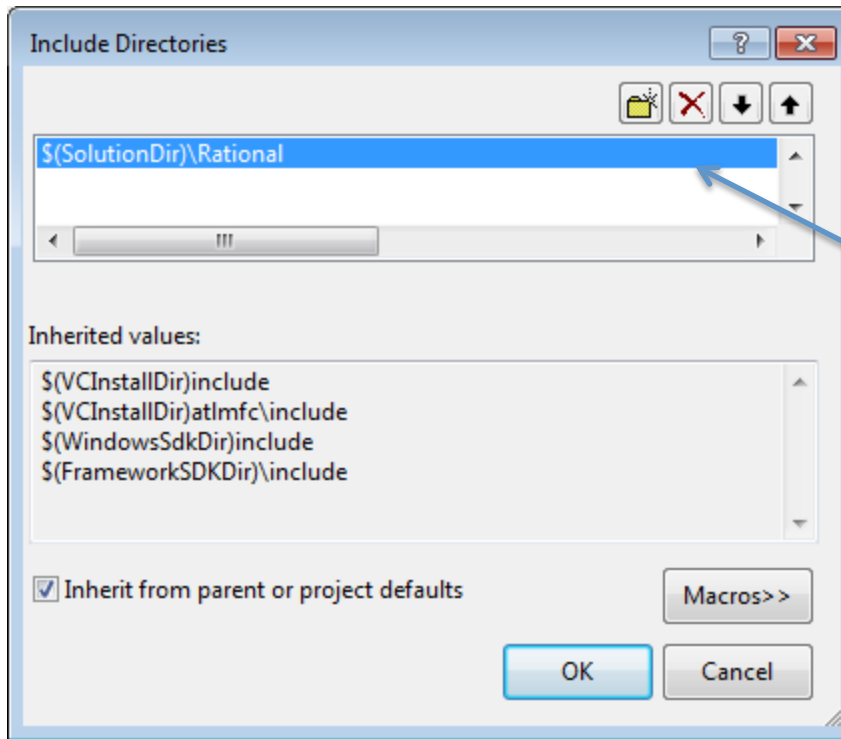 Include Directories
$(SolutionDir)\Rational
Inherited values:
$(VCInstallDir)include
$(VCInstallDir)atlmfc\include
$(WindowsSdkDir)include
$(FrameworkSDKDir)\include
Inherit from parent or project defaults
Macros>>
OK
Cancel